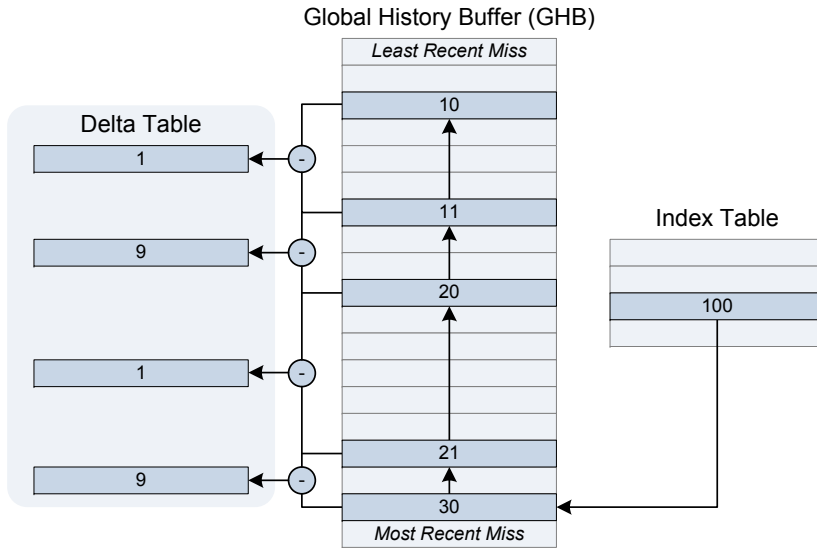 Global History Buffer (GHB)
Least Recent Miss
10
Delta Table
1
-
11
Index Table
9
-
20
100
1
-
21
9
-
30
Most Recent Miss